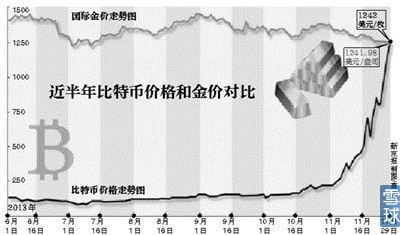 1500
国际金价走势图
1242
美元/枚
1250
1241.98
美元/盎司
1000
近半年比特币价格和金价对比
750
500
250
比特币价格走势图
0
2013年
6月 6月 7月 7月 8月 8月 9月 9月 10月 10月 11月 11月
1日 16日 1日 16日 1日 16日 1日 16日 1日 16日 1日 16日 29日
新京报制图
雪球